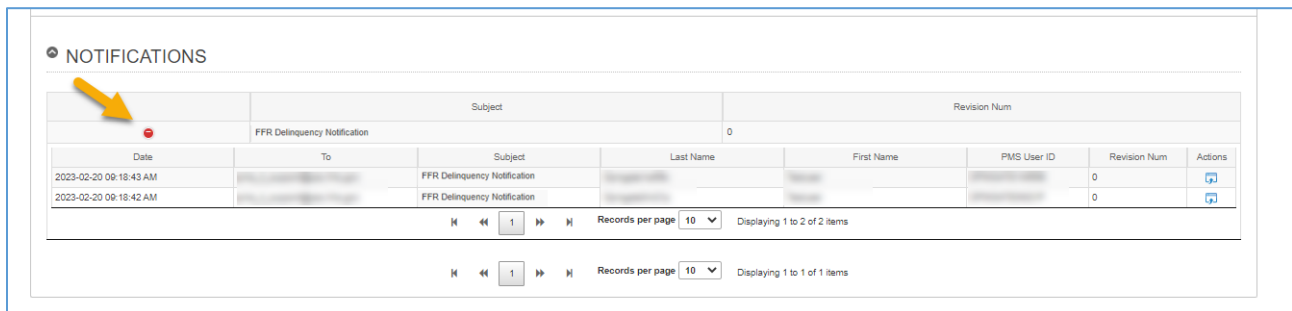 NOTIFICATIONS
Subject Revision Num
FFR Delinquency Notification 0
Date To Subject Last Name First Name PMS User ID Revision Num Actions
2023-02-20 09:18:43 AM FFR Delinquency Notification 0
2023-02-20 09:18:42 AM FFR Delinquency Notification 0
1 Records per page 10 Displaying 1 to 2 of 2 items
1 Records per page 10 Displaying 1 to 1 of 1 items